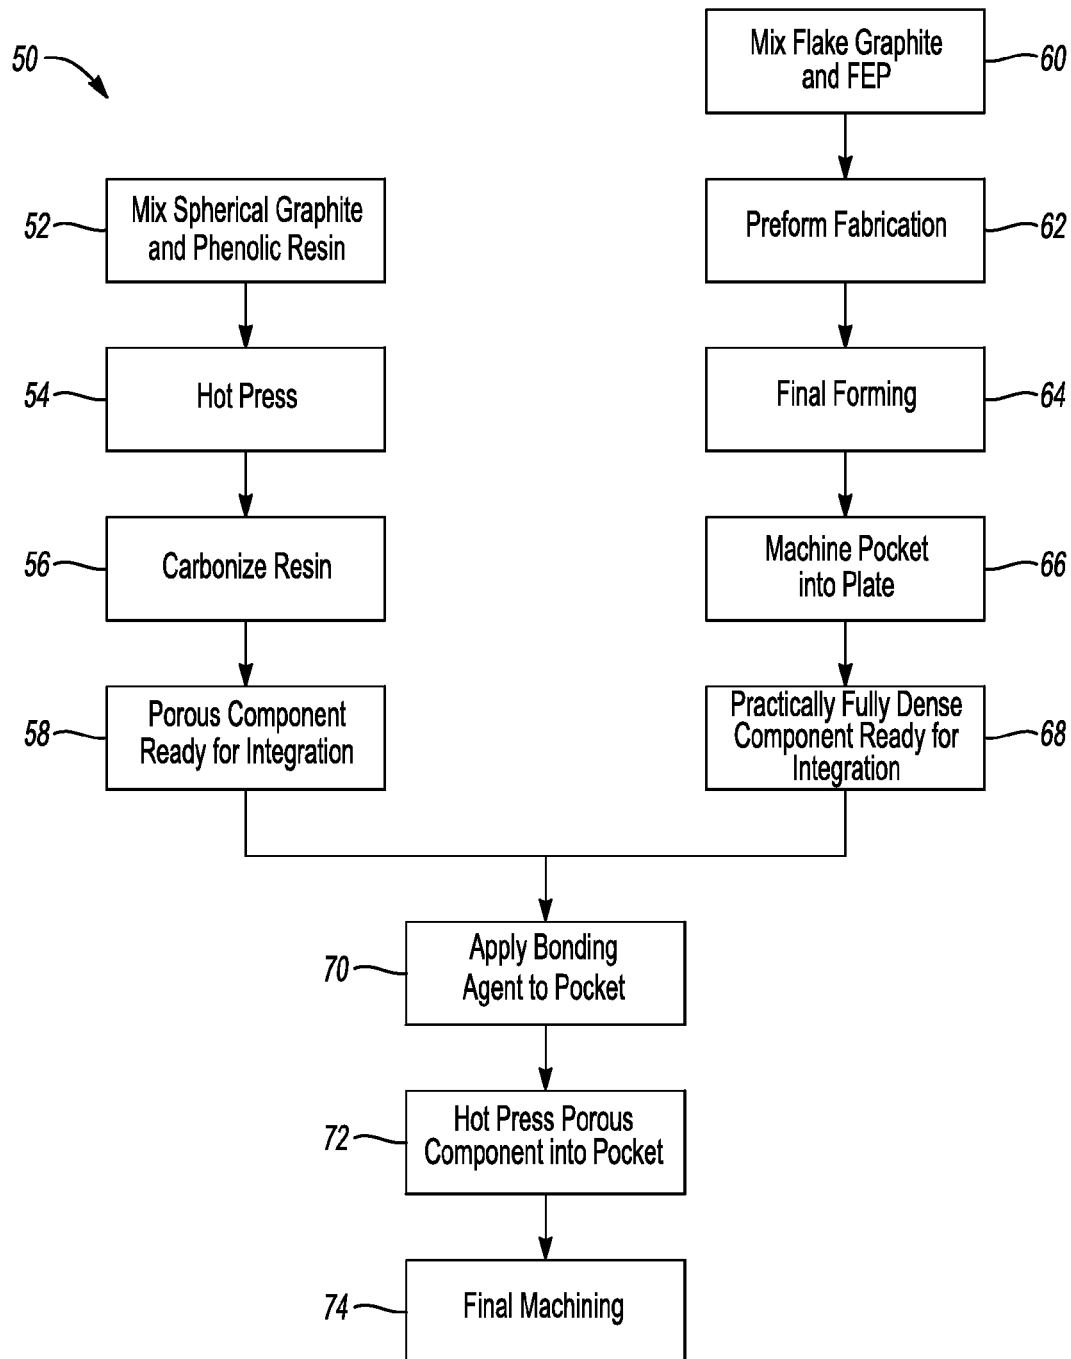 50
52
Mix Spherical Graphite
and Phenolic Resin
54
Hot Press
56
Carbonize Resin
58
Porous Component
Ready for Integration
Mix Flake Graphite
and FEP
60
Preform Fabrication
62
Final Forming
64
Machine Pocket
into Plate
66
Practically Fully Dense
Component Ready for
Integration
68
70
Apply Bonding
Agent to Pocket
72
Hot Press Porous
Component into Pocket
74
Final Machining